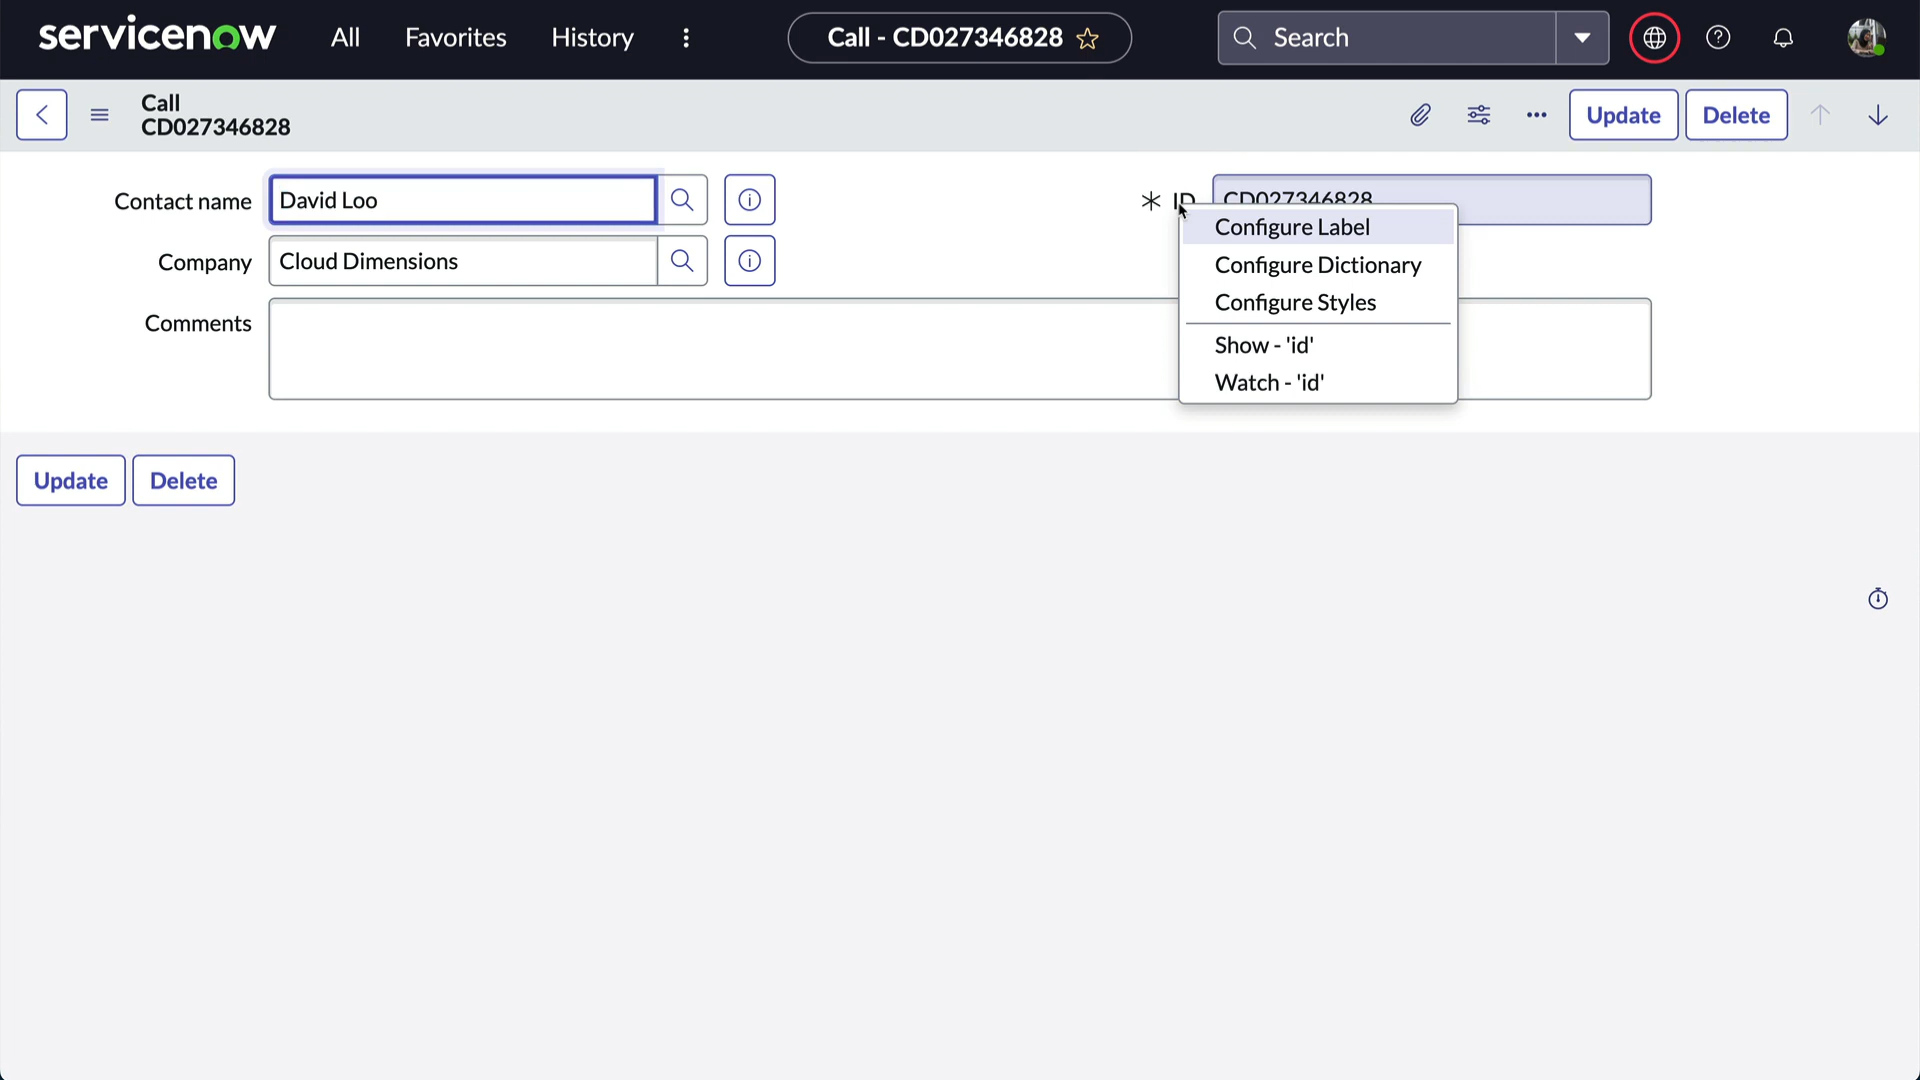 servicenow All Favorites History Call - CD027346828 Search
Call
CD027346828
Update Delete
Contact name David Loo
* ID CD027346828
Company Cloud Dimensions
Comments
Configure Label
Configure Dictionary
Configure Styles
Show - 'id'
Watch - 'id'
Update Delete